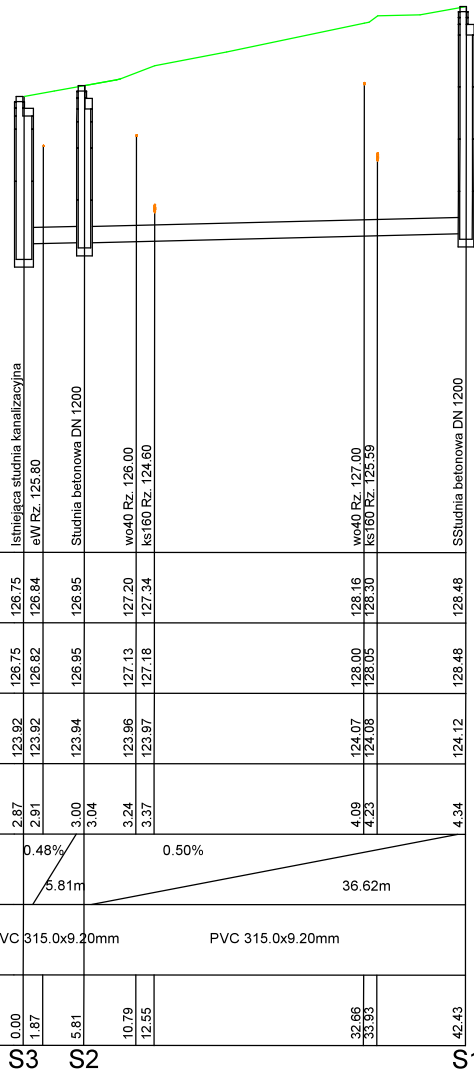 Istniejąca studnia kanalizacyjna
eW Rz. 125.80
Studnia betonowa DN 1200
wo40 Rz. 126.00
ks160 Rz. 124.60
wo40 Rz. 127.00
ks160 Rz. 125.59
SStudnia betonowa DN 1200
126.75 126.84 126.95 127.20 127.34 128.16 128.30 128.48
126.75 126.82 126.95 127.13 127.18 128.00 128.05 128.48
123.92 123.92 123.94 123.96 123.97 124.07 124.08 124.12
2.87 2.91 3.00 3.04 3.24 3.37 4.09 4.23 4.34
0.48% 0.50%
5.81m 36.62m
VC 315.0x9.20mm PVC 315.0x9.20mm
0.00 1.87 5.81 10.79 12.55 32.66 33.93 42.43
S3 S2 S1